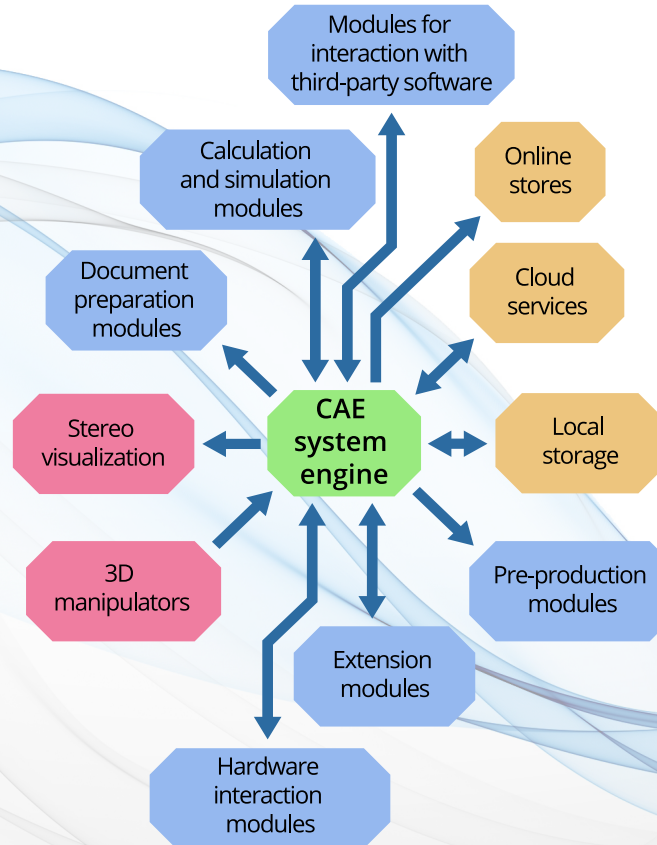 Modules for
interaction with
third-party software
Calculation
and simulation
modules
Online
stores
Document
preparation
modules
Cloud
services
CAE
system
engine
Stereo
visualization
Local
storage
3D
manipulators
Pre-production
modules
Extension
modules
Hardware
interaction
modules